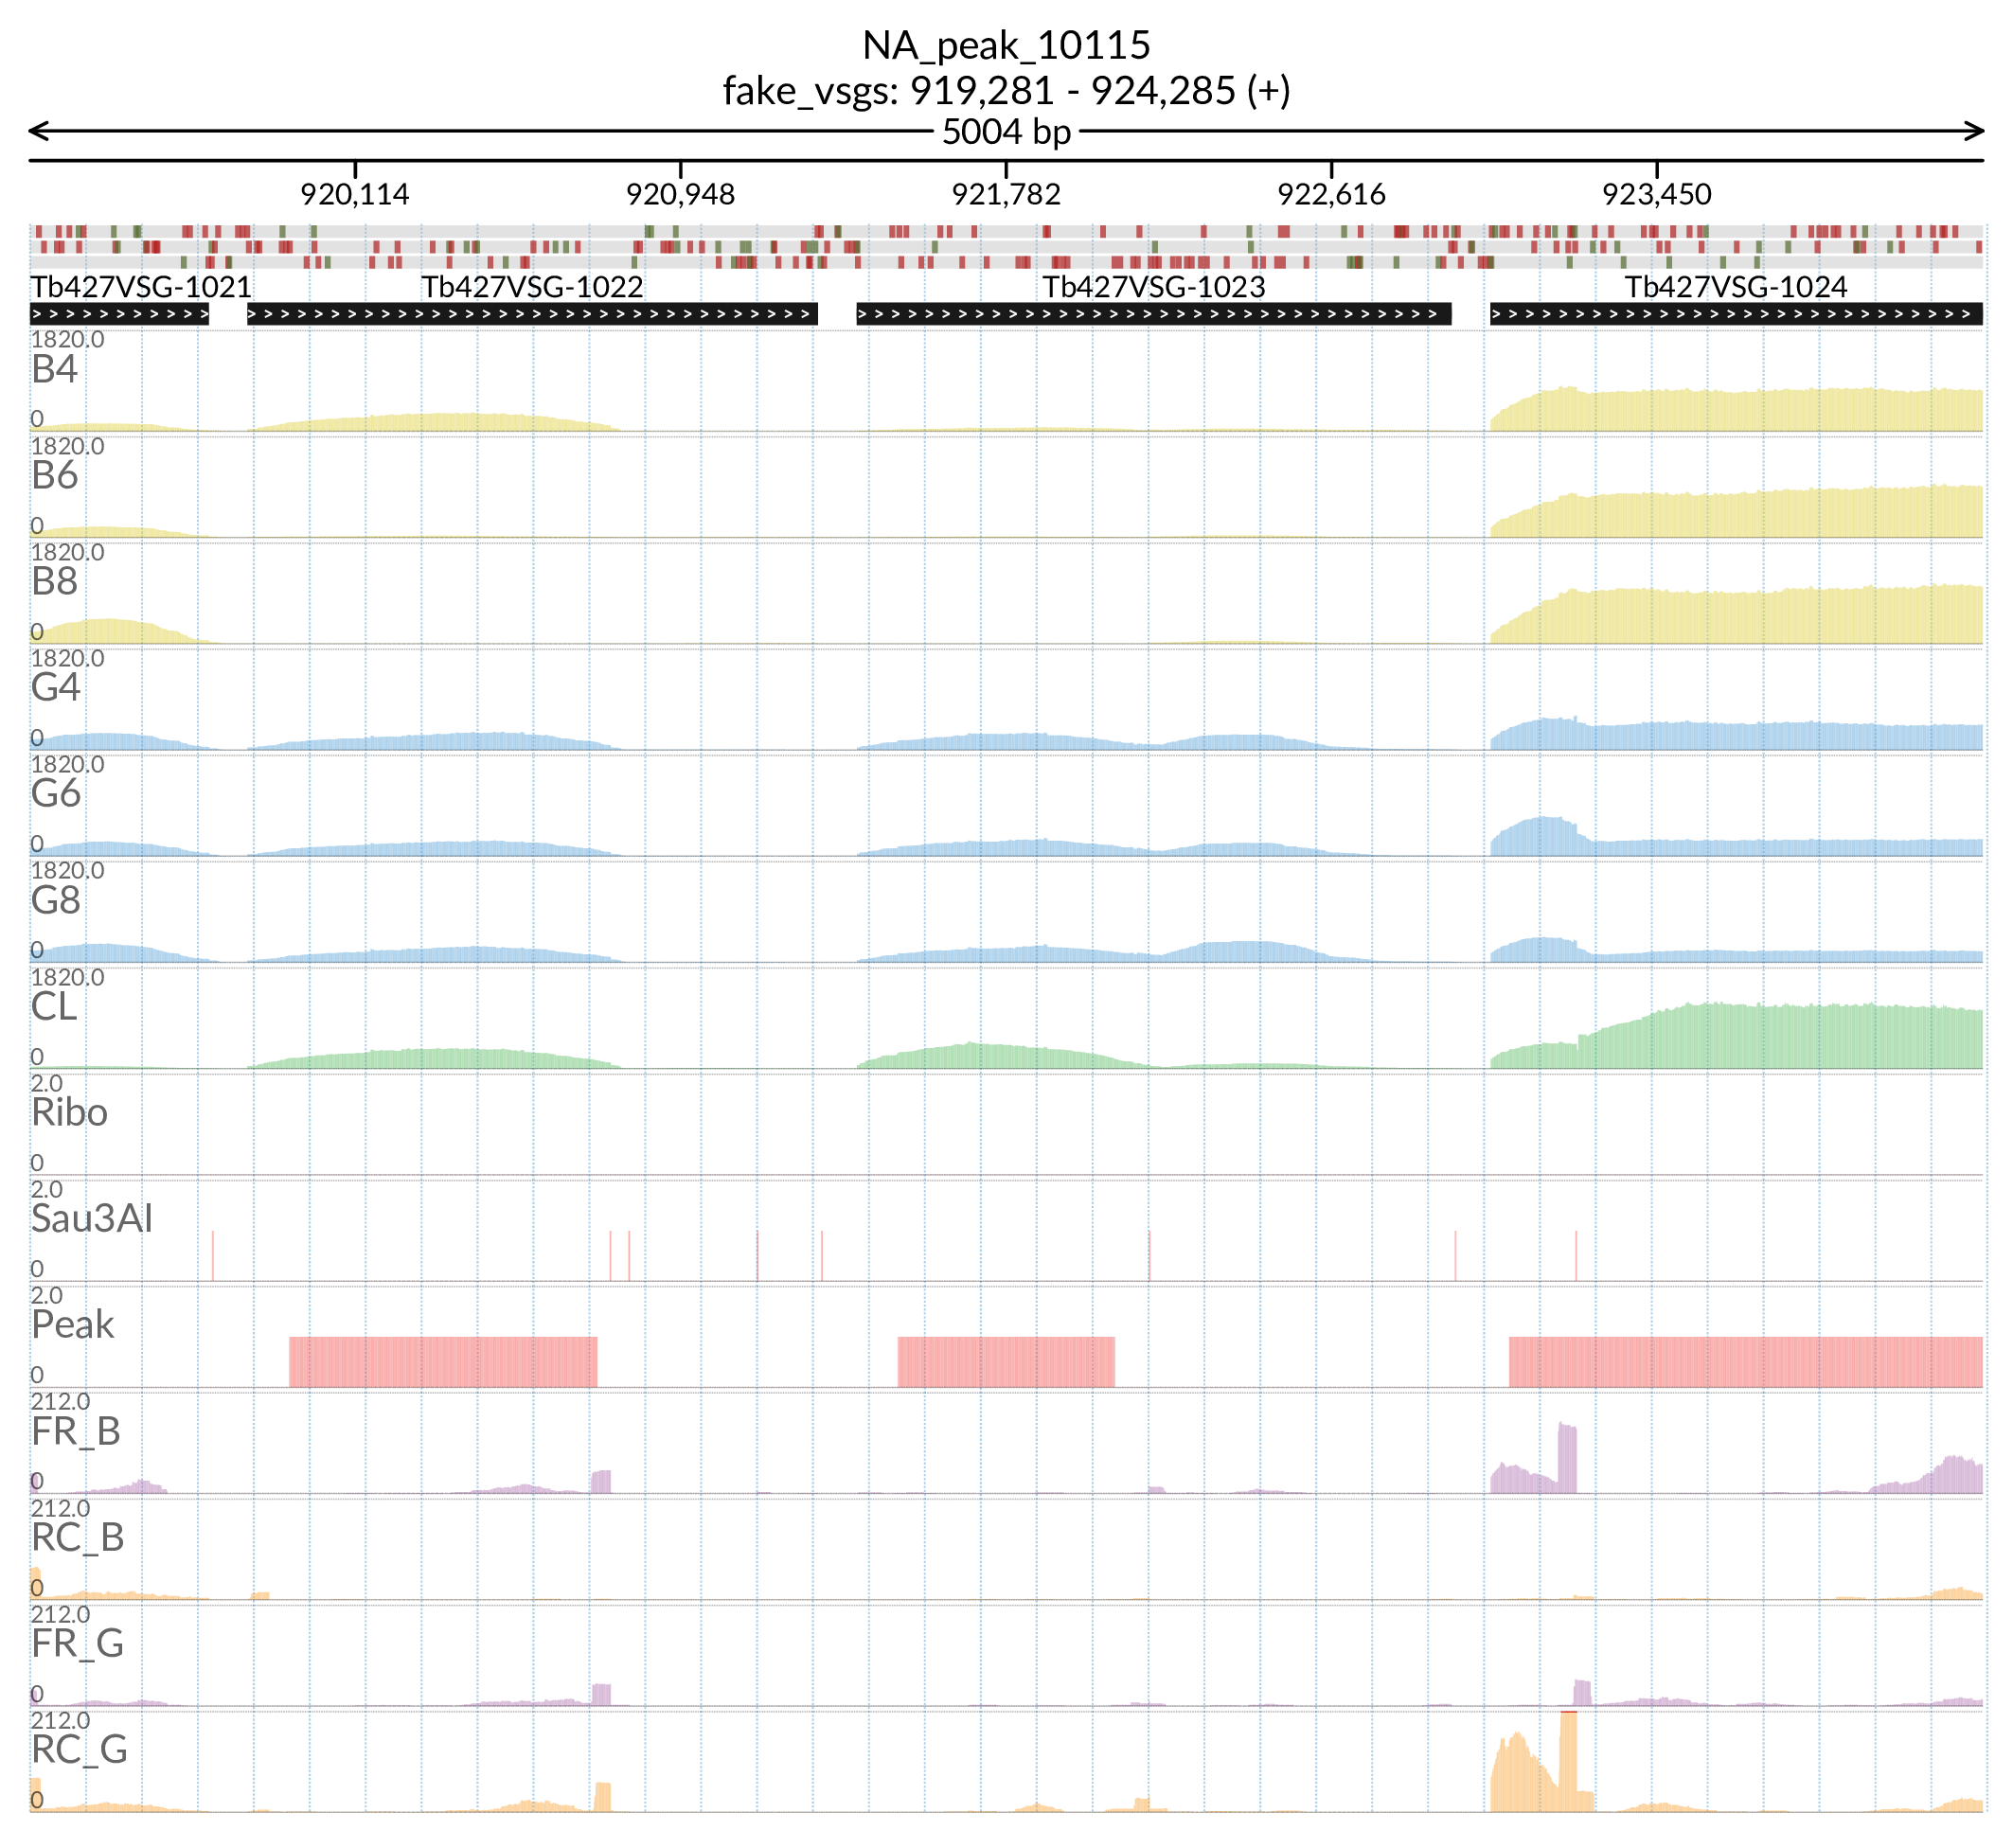 NA_peak_10115
fake_vsgs: 919,281 - 924,285 (+)
5004 bp
920,114 920,948 921,782 922,616 923,450
Tb427VSG-1021 Tb427VSG-1022 Tb427VSG-1023 Tb427VSG-1024
1820.0
B4
0
1820.0
B6
0
1820.0
B8
0
1820.0
G4
0
1820.0
G6
0
1820.0
G8
0
1820.0
CL
0
2.0
Ribo
0
2.0
Sau3AI
0
2.0
Peak
0
212.0
FR_B
0
212.0
RC_B
0
212.0
FR_G
0
212.0
RC_G
0